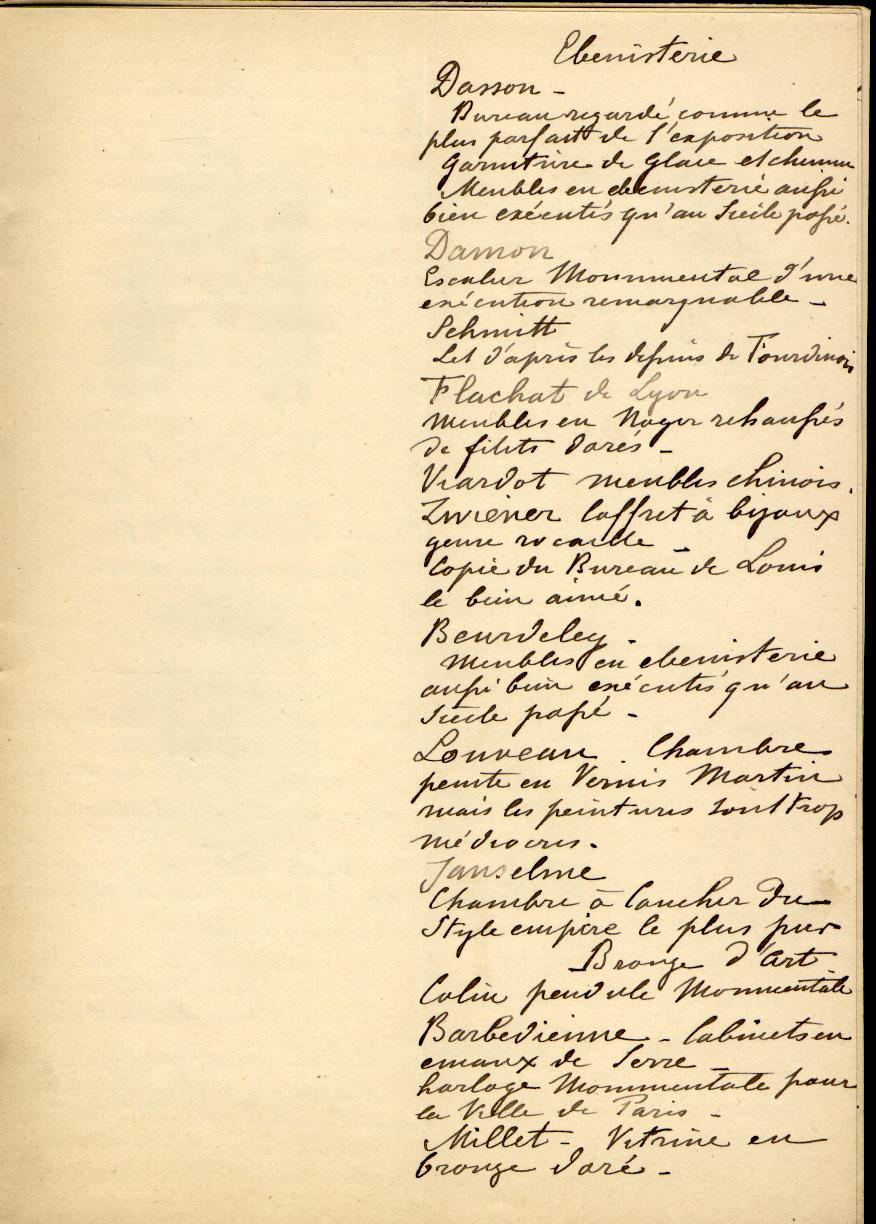 Ebenisterie
Dasson -
Bureau regardé comme le
plus parfait de l'exposition
Garniture de glace et chemin
Meubles en ebenisterie aussi
bien exécutés qu'au Siècle passé.
Damon
Escalier Monumental d'une
exécution remarquable -
Schmitt
Lit d'après les dessins de Fourdinois
Flachat de Lyon
Meubles en Noyer rehaussés
de filets dorés -
Viardot meubles chinois.
Zwiener Coffret à bijoux
genre rocaille -
Copie du Bureau de Louis
le bien aimé.
Beurdeley -
Meubles en ebenisterie
aussi bien exécutés qu'au
Siècle passé -
Louveau . Chambre
peinte en Vernis Martin
mais les peintures sont trop
médiocres.
Janselme
Chambre à Coucher du
Style empire le plus pur
Bronze d'Art
Colin pendule Monumentale
Barbedienne - Cabinets en
emaux de Serre -
horloge Monumentale pour
la Ville de Paris -
Millet - Vitrine en
bronze doré -